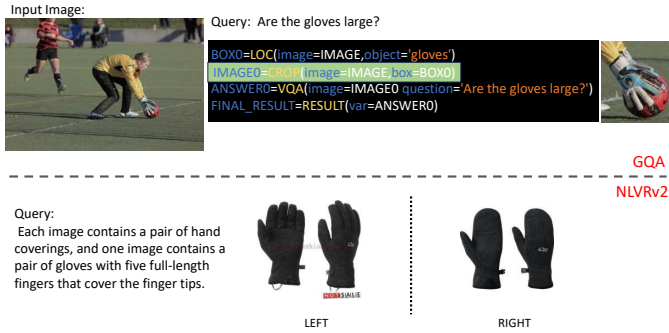 Input Image:
Query: Are the gloves large?
BOX0=LOC(image=IMAGE,object='gloves')
IMAGE0=CROP(image=IMAGE,box=BOX0)
ANSWER0=VQA(image=IMAGE0 question='Are the gloves large?')
FINAL_RESULT=RESULT(var=ANSWER0)
GQA
NLVRv2
Query:
Each image contains a pair of hand
coverings, and one image contains a
pair of gloves with five full-length
fingers that cover the finger tips.
LEFT
RIGHT